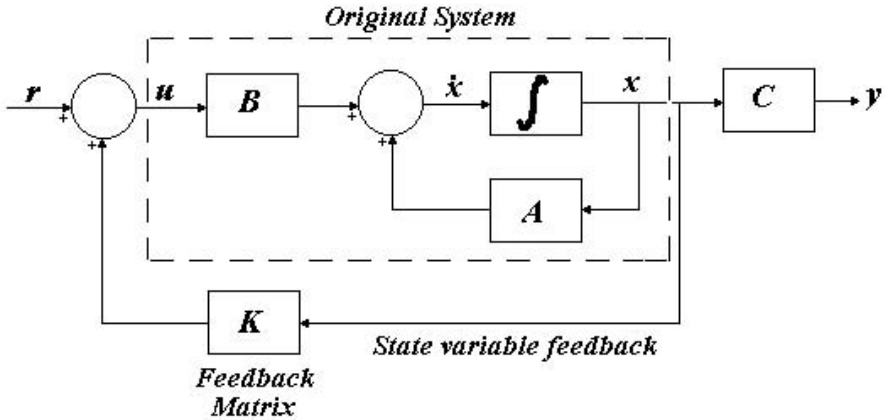 Original System
r
+
+
u
B
+
+
ẋ
∫
x
C
y
A
K
State variable feedback
Feedback
Matrix